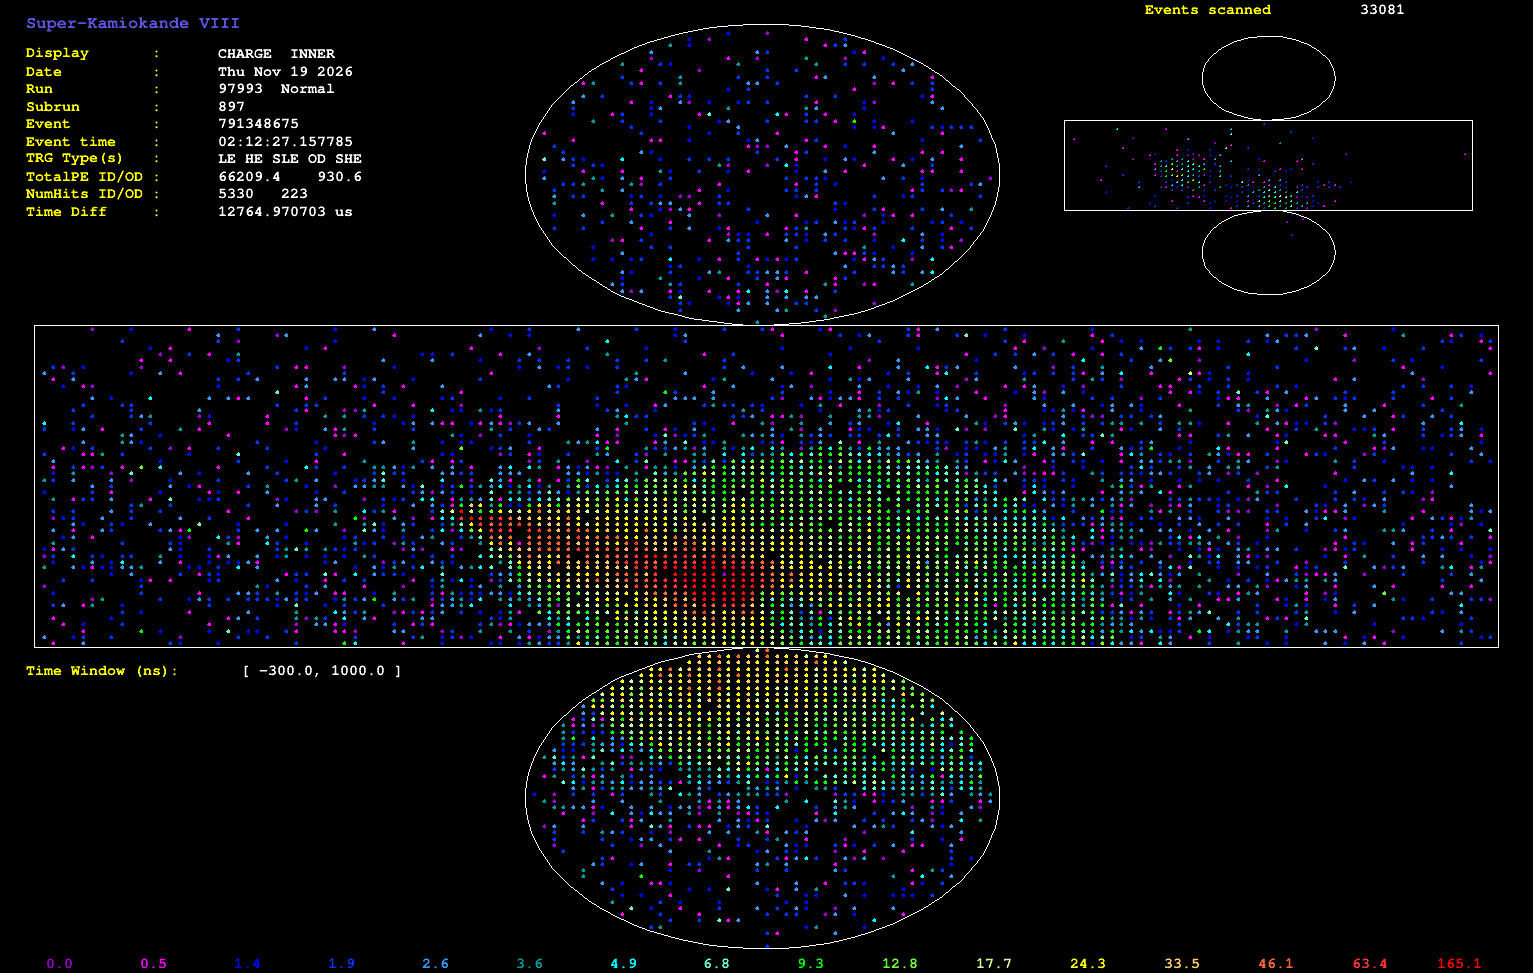 Super-Kamiokande VIII
Display : CHARGE INNER
Date : Thu Nov 19 2026
Run : 97993 Normal
Subrun : 897
Event : 791348675
Event time : 02:12:27.157785
TRG Type(s) : LE HE SLE OD SHE
TotalPE ID/OD : 66209.4 930.6
NumHits ID/OD : 5330 223
Time Diff : 12764.970703 us
Events scanned 33081
Time Window (ns): [ −300.0, 1000.0 ]
0.0 0.5 1.4 1.9 2.6 3.6 4.9 6.8 9.3 12.8 17.7 24.3 33.5 46.1 63.4 165.1